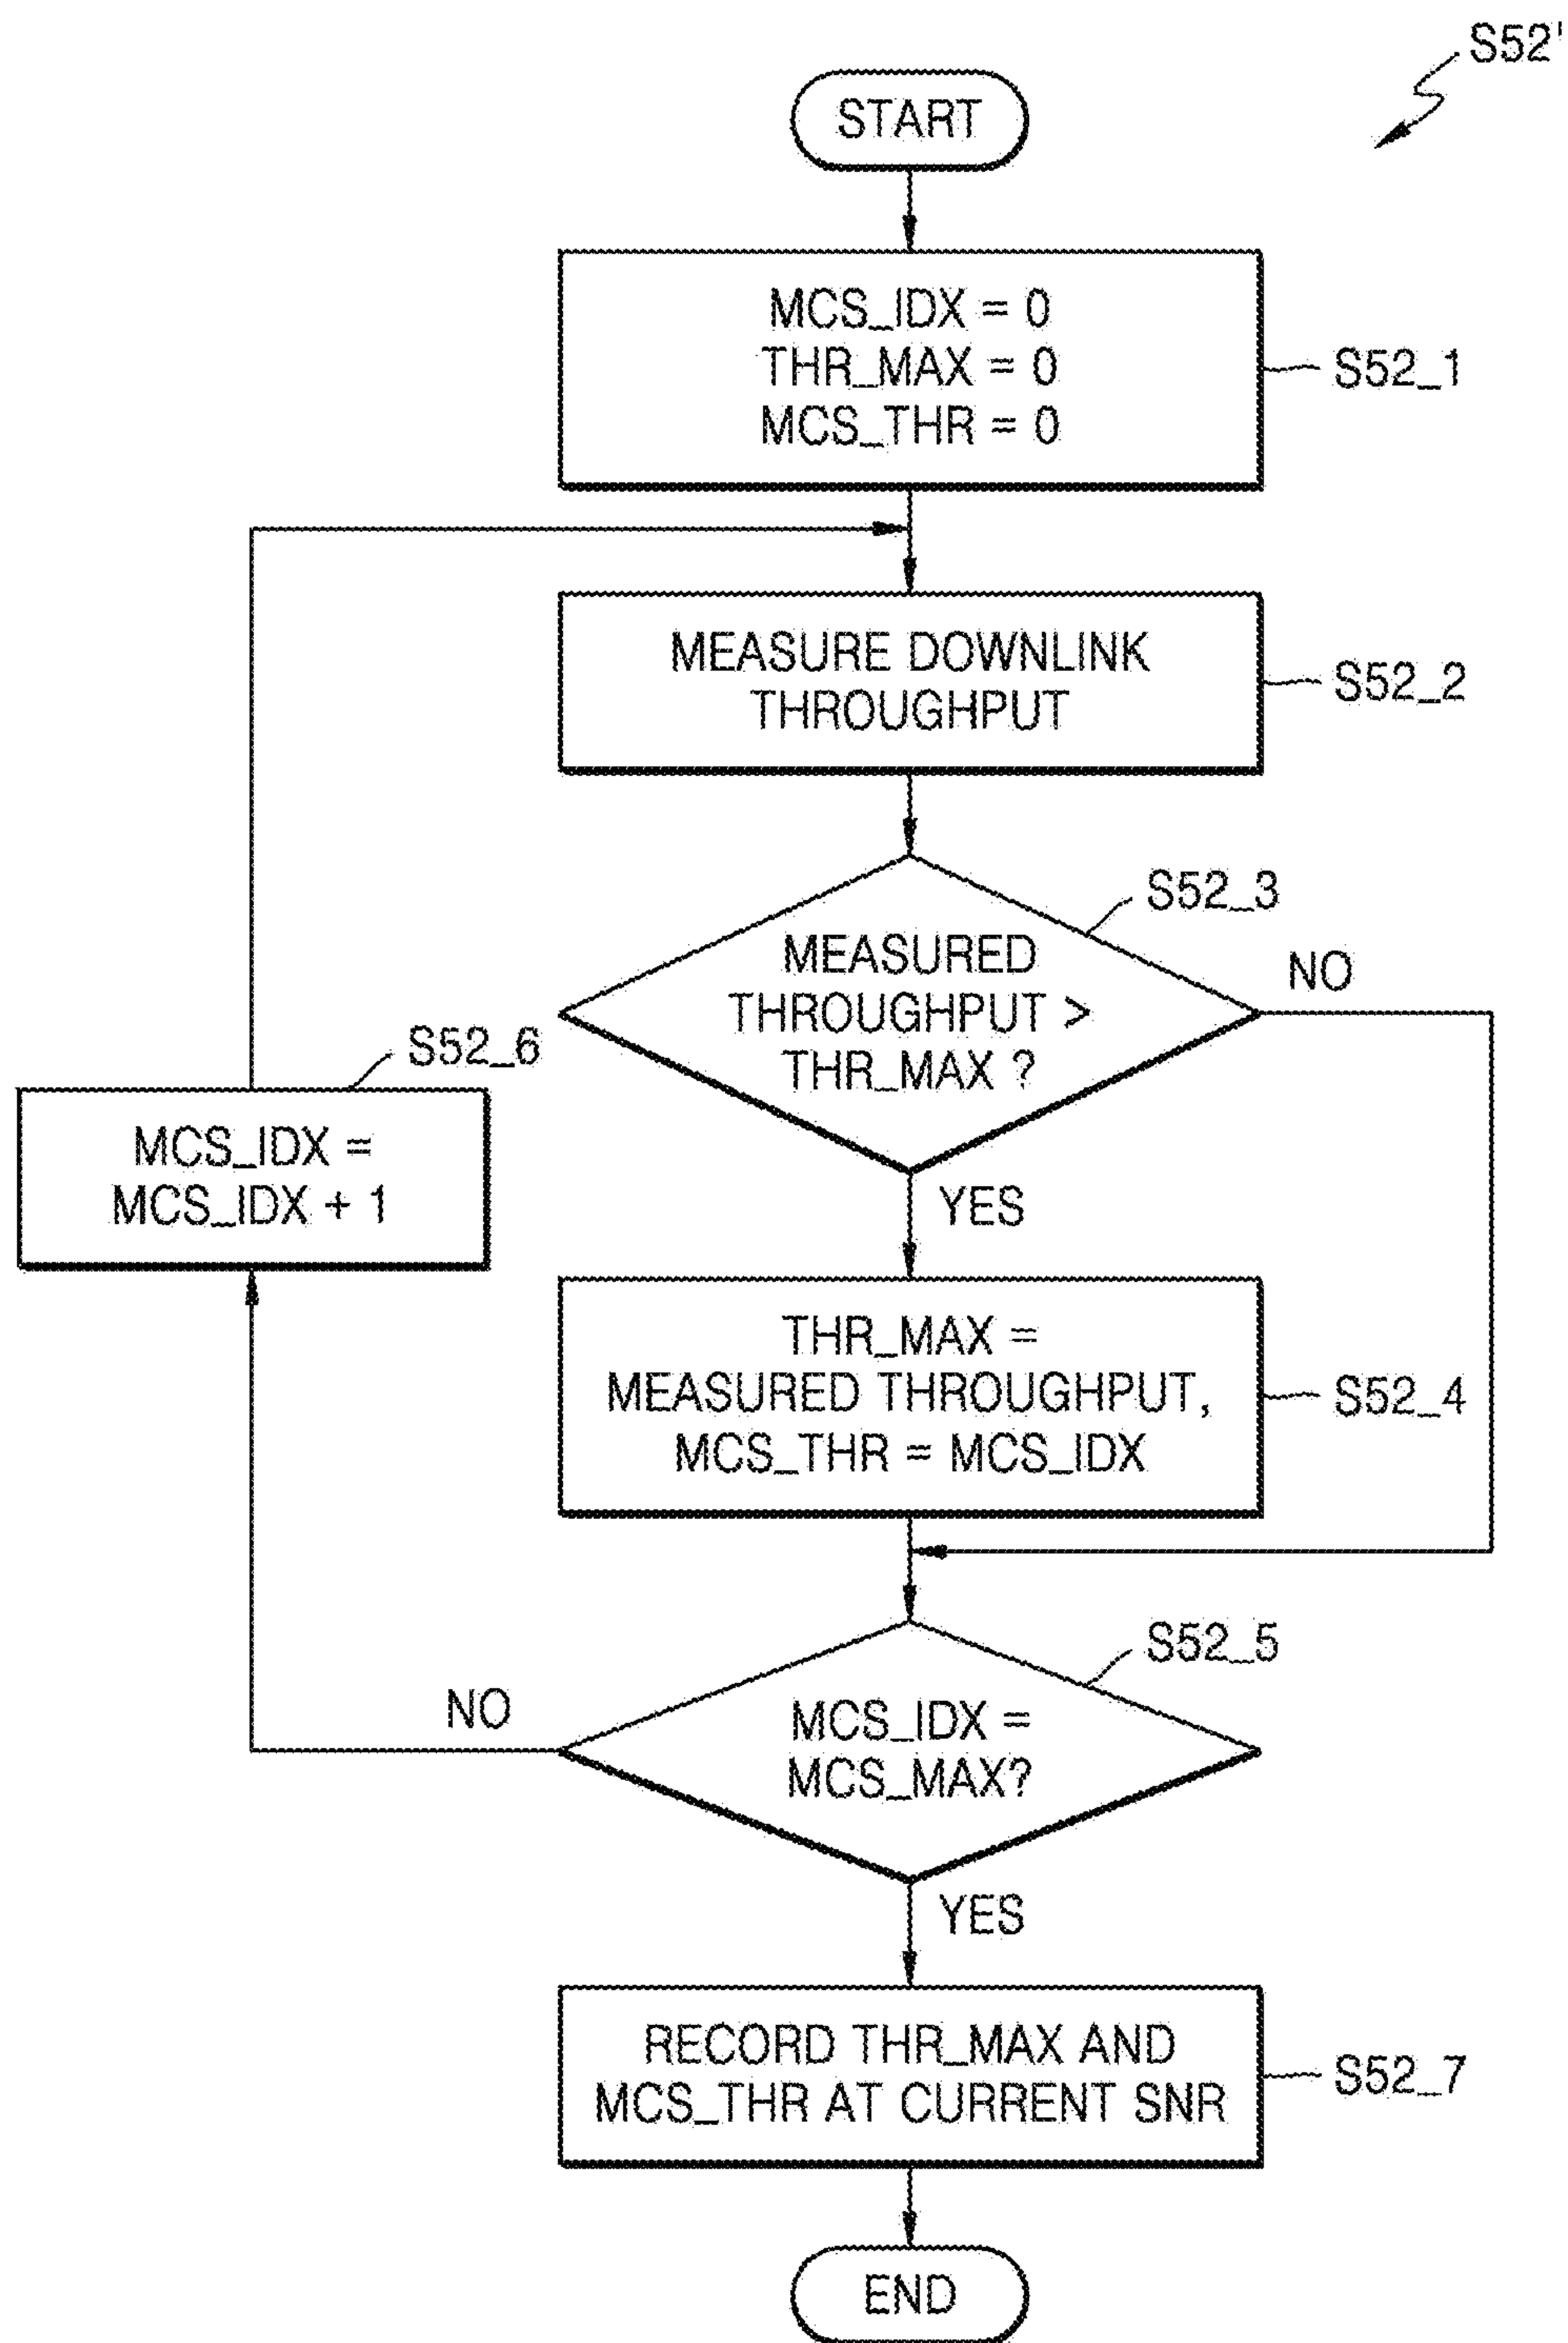 S52'
START
MCS_IDX = 0
THR_MAX = 0
MCS_THR = 0
S52_1
MEASURE DOWNLINK
THROUGHPUT
S52_2
S52_3
MEASURED
THROUGHPUT >
THR_MAX ?
NO
S52_6
MCS_IDX =
MCS_IDX + 1
YES
THR_MAX =
MEASURED THROUGHPUT,
MCS_THR = MCS_IDX
S52_4
S52_5
NO
MCS_IDX =
MCS_MAX?
YES
RECORD THR_MAX AND
MCS_THR AT CURRENT SNR
S52_7
END